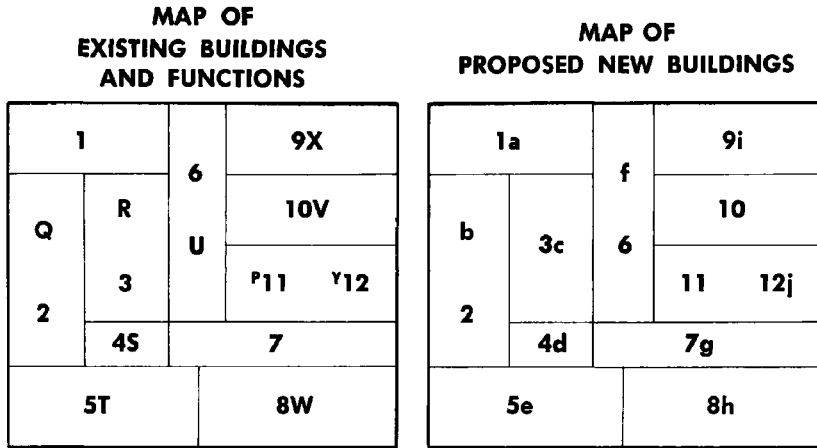 MAP OF
EXISTING BUILDINGS
AND FUNCTIONS
1
9X
6
Q
R
10V
U
3
P11 Y12
2
4S
7
5T
8W
MAP OF
PROPOSED NEW BUILDINGS
1a
9i
f
b
10
3c
6
11 12j
2
4d
7g
5e
8h